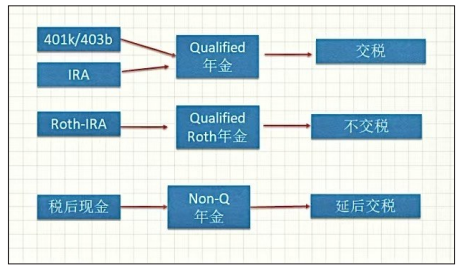 401k/403b
IRA
Qualified
年金
交税
Roth-IRA
Qualified
Roth年金
不交税
税后现金
Non-Q
年金
延后交税